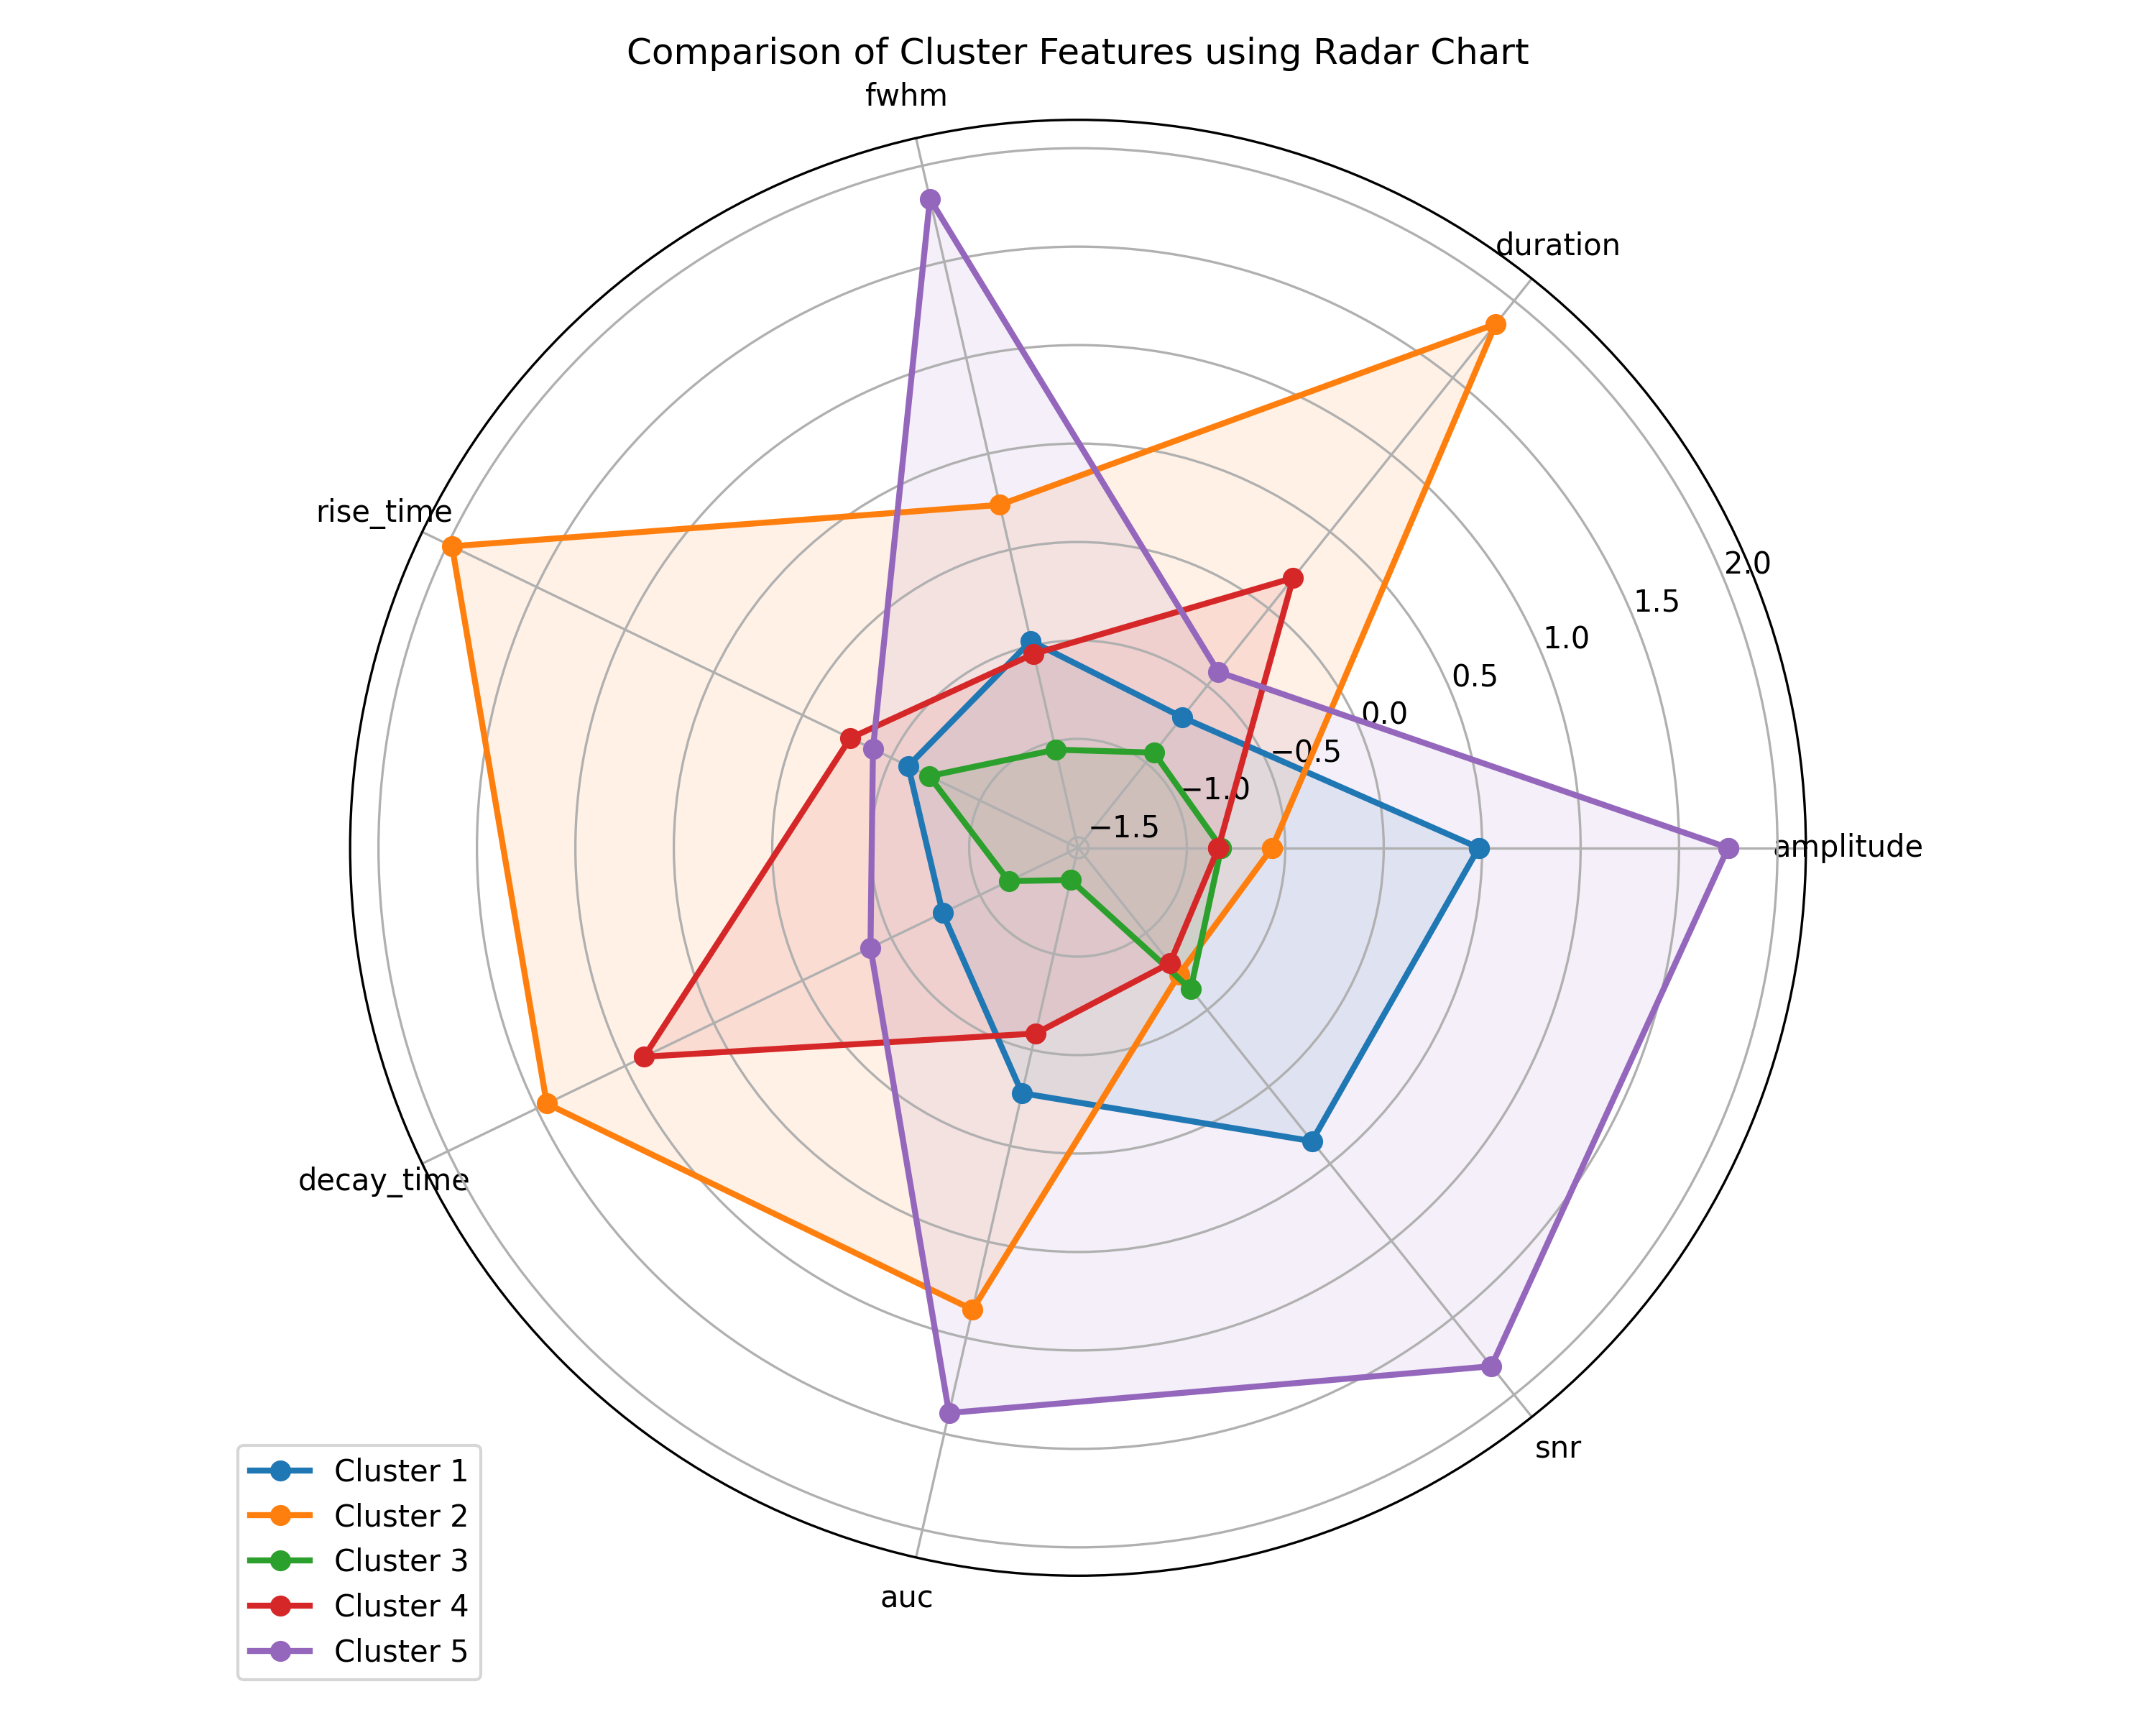 Comparison of Cluster Features using Radar Chart
fwhm
duration
rise_time
2.0
1.5
1.0
0.5
0.0
−0.5
−1.0
−1.5
amplitude
decay_time
snr
auc
Cluster 1
Cluster 2
Cluster 3
Cluster 4
Cluster 5